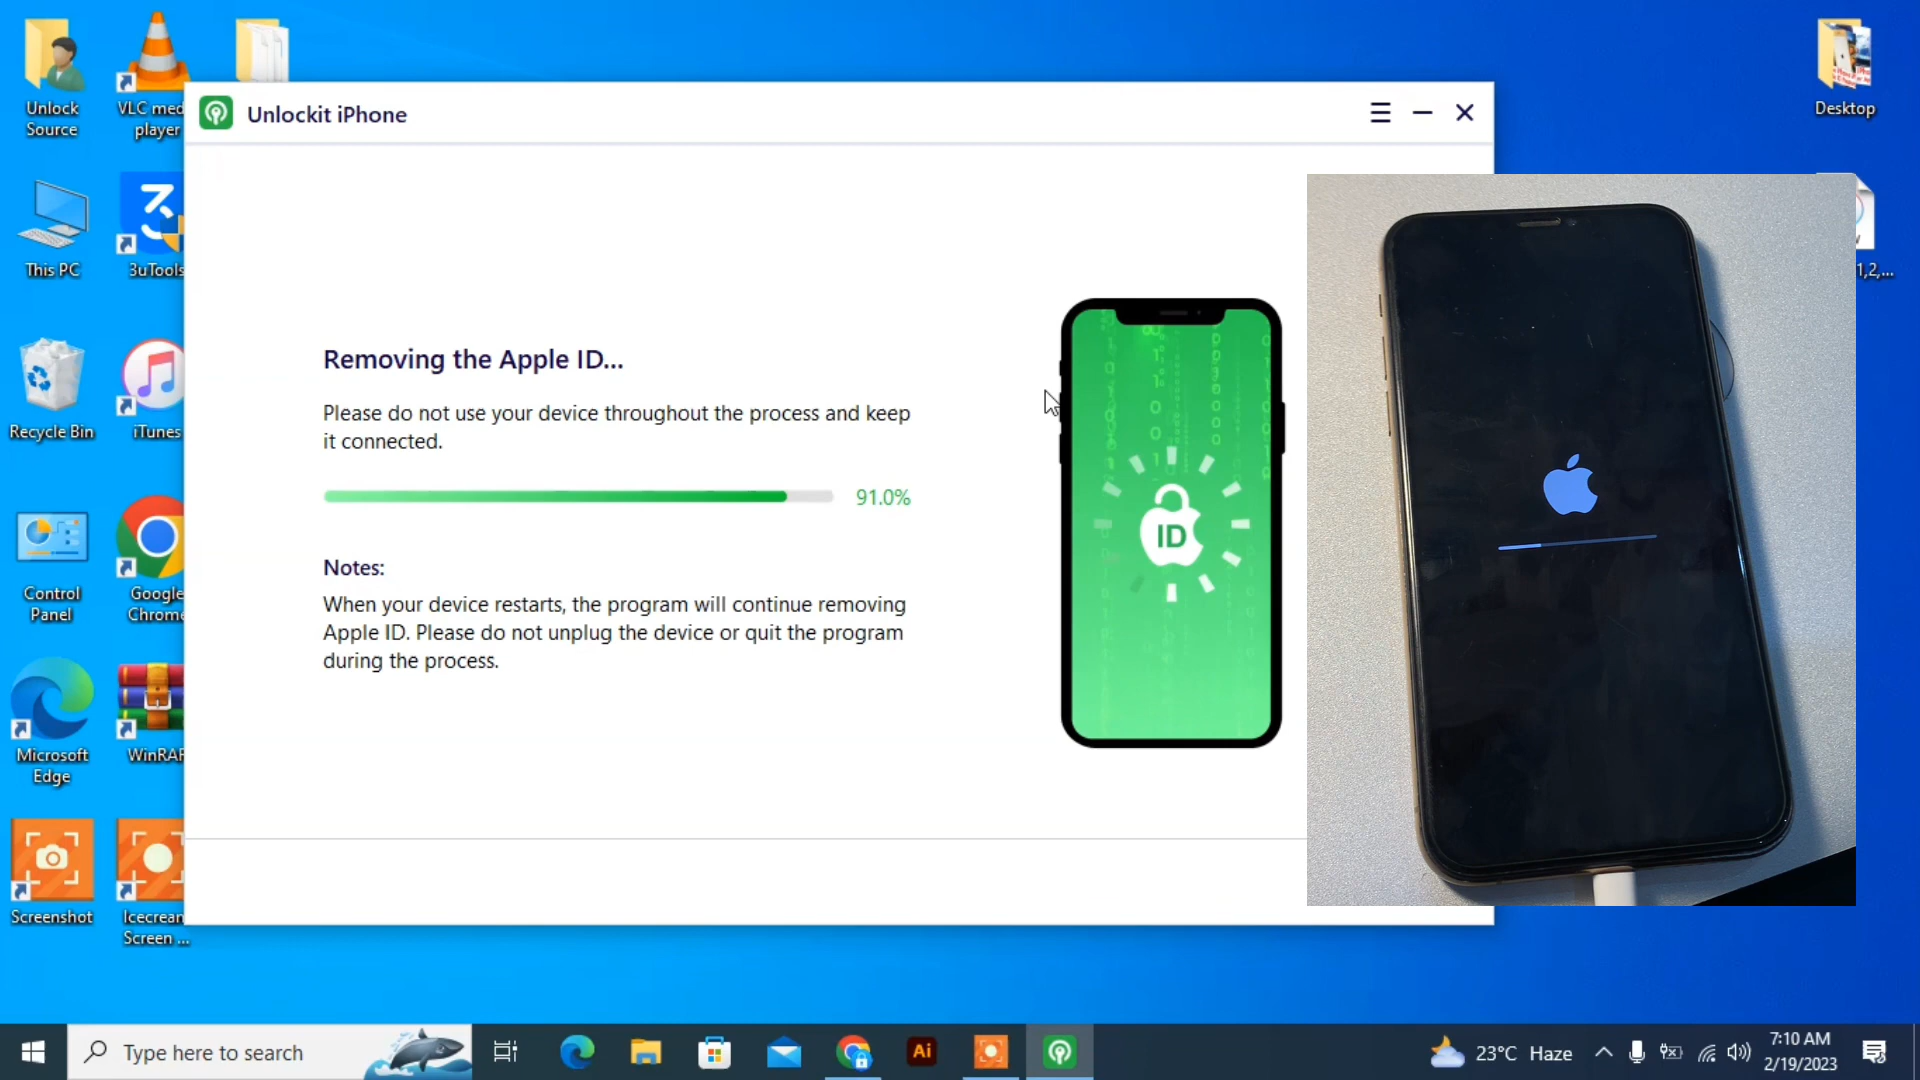 Unlock
Source
VLC med
player
Desktop
Unlockit iPhone
This PC
3uTools
1,2,...
Recycle Bin
iTunes
Removing the Apple ID...
Please do not use your device throughout the process and keep
it connected.
91.0%
ID
Notes:
When your device restarts, the program will continue removing
Apple ID. Please do not unplug the device or quit the program
during the process.
Control
Panel
Google
Chrome
Microsoft
Edge
WinRAR
Screenshot
Icecream
Screen ...
Type here to search
Ai
23°C Haze
7:10 AM
2/19/2023